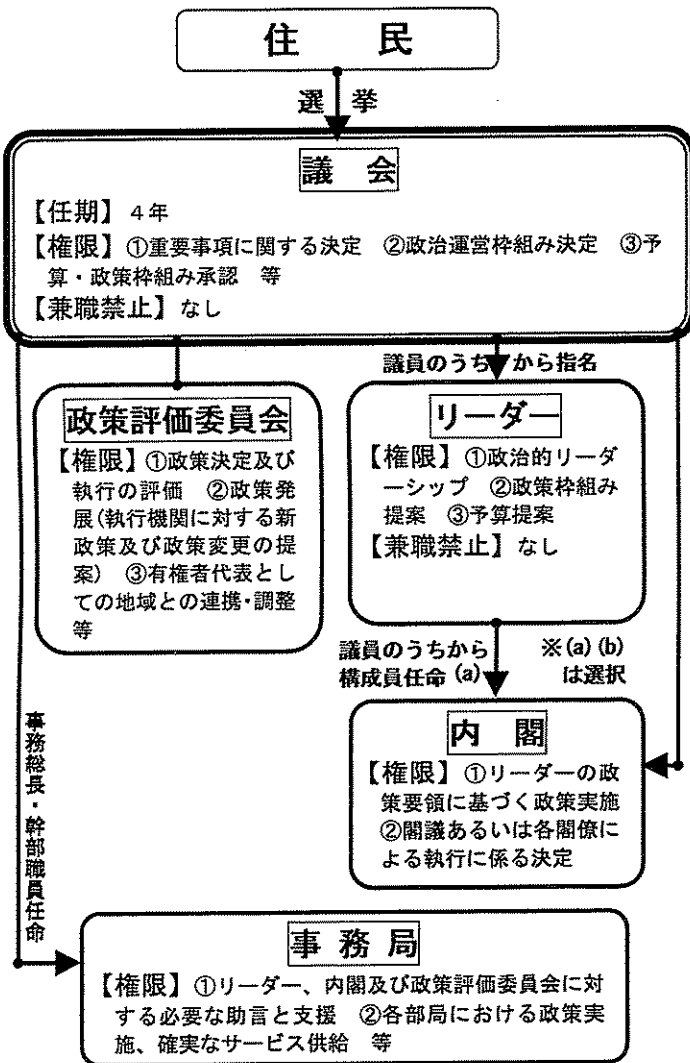 住　民
選　挙
議　会
【任期】４年
【権限】①重要事項に関する決定　②政治運営枠組み決定　③予
算・政策枠組み承認　等
【兼職禁止】なし
議員のうちから指名
政策評価委員会
【権限】①政策決定及び
執行の評価　②政策発
展(執行機関に対する新
政策及び政策変更の提
案)　③有権者代表とし
ての地域との連携・調整
等
リーダー
【権限】①政治的リーダ
ーシップ　②政策枠組み
提案　③予算提案
【兼職禁止】なし
議員のうちから
構成員任命(a)
※(a)(b)
は選択
内　閣
【権限】①リーダーの政
策要領に基づく政策実施
②閣議あるいは各閣僚に
よる執行に係る決定
事務総長・幹部職員任命
事務局
【権限】①リーダー、内閣及び政策評価委員会に対
する必要な助言と支援　②各部局における政策実
施、確実なサービス供給　等